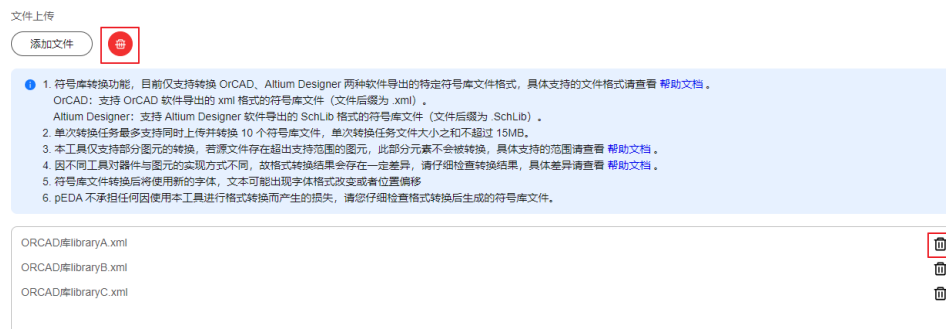 文件上传
添加文件
1. 符号库转换功能，目前仅支持转换 OrCAD、Altium Designer 两种软件导出的特定符号库文件格式，具体支持的文件格式请查看 帮助文档 。
OrCAD：支持 OrCAD 软件导出的 xml 格式的符号库文件（文件后缀为 .xml）。
Altium Designer：支持 Altium Designer 软件导出的 SchLib 格式的符号库文件（文件后缀为 .SchLib）。
2. 单次转换任务最多支持同时上传并转换 10 个符号库文件，单次转换任务文件大小之和不超过 15MB。
3. 本工具仅支持部分图元的转换，若源文件存在超出支持范围的图元，此部分元素不会被转换，具体支持的范围请查看 帮助文档 。
4. 因不同工具对器件与图元的实现方式不同，故格式转换结果会存在一定差异，请仔细检查转换结果，具体差异请查看 帮助文档 。
5. 符号库文件转换后将使用新的字体，文本可能出现字体格式改变或者位置偏移
6. pEDA 不承担任何因使用本工具进行格式转换而产生的损失，请您仔细检查格式转换后生成的符号库文件。
ORCAD库libraryA.xml
ORCAD库libraryB.xml
ORCAD库libraryC.xml